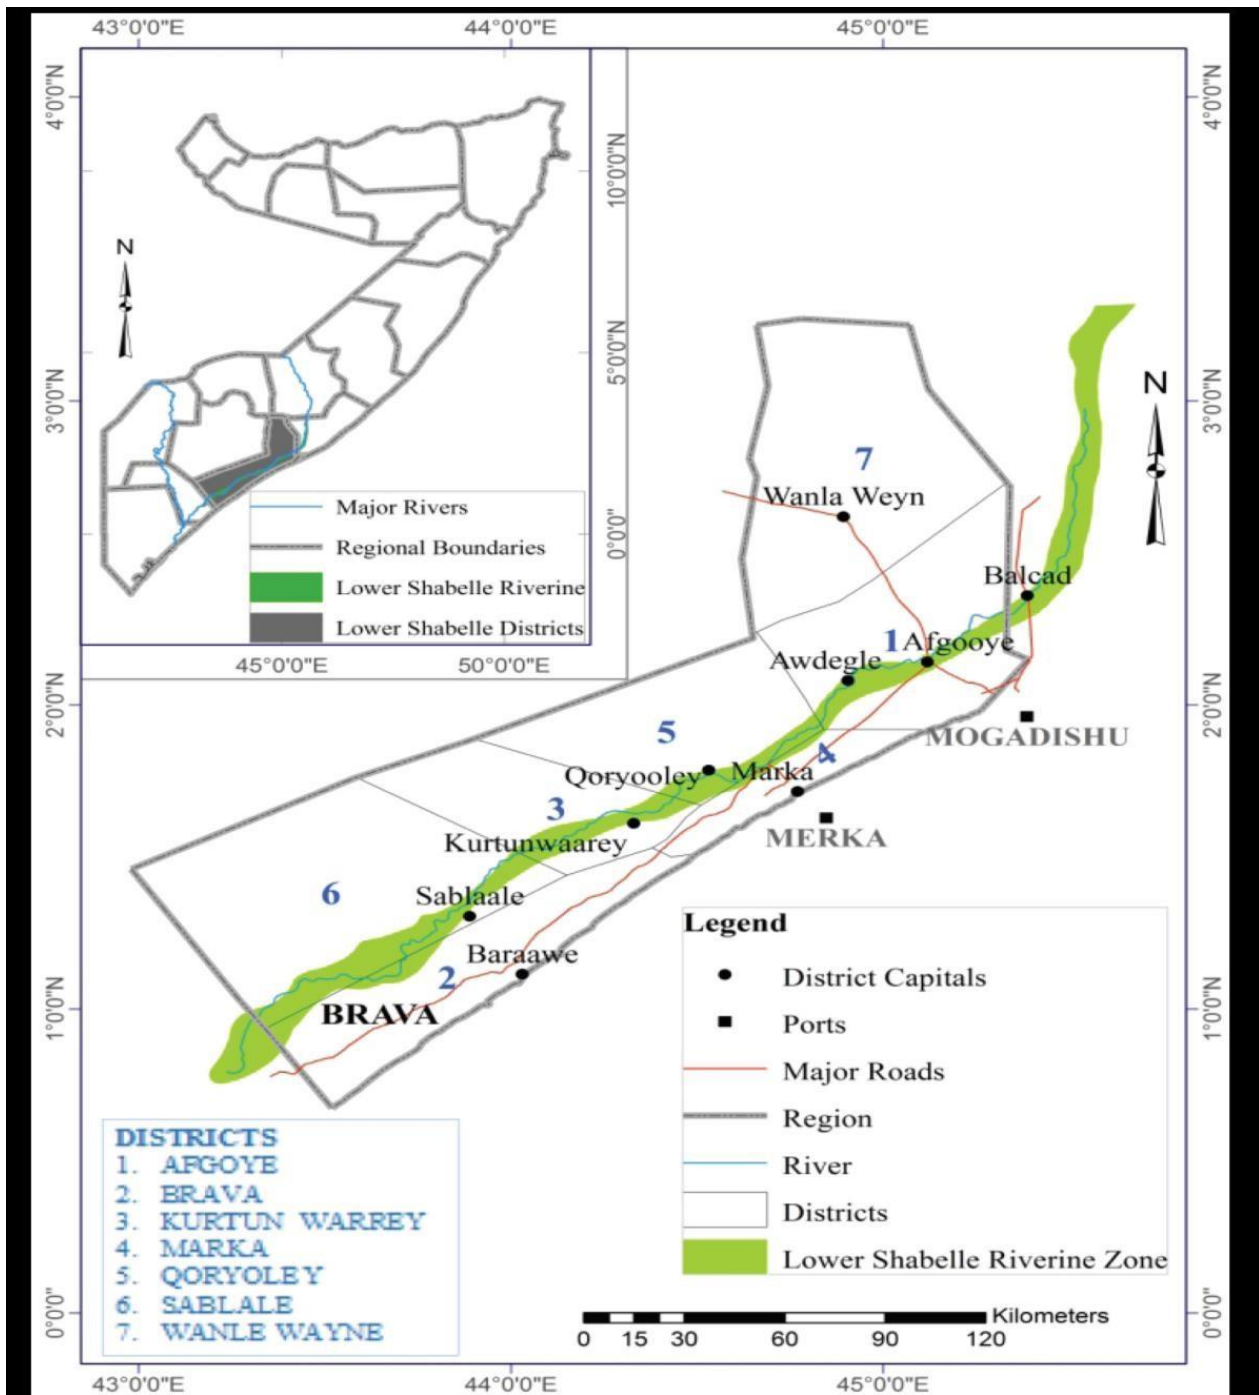 43°0'0"E 44°0'0"E 45°0'0"E
4°0'0"N
3°0'0"N
2°0'0"N
1°0'0"N
0°0'0"
N
10°0'0"N
5°0'0"N
0°0'0"
Major Rivers
Regional Boundaries
Lower Shabelle Riverine
Lower Shabelle Districts
45°0'0"E 50°0'0"E
4°0'0"N
3°0'0"N
2°0'0"N
1°0'0"N
0°0'0"
N
7
Wanla Weyn
Balcad
1
Afgooye
Awdegle
MOGADISHU
5
4
Qoryooley
Marka
3
MERKA
Kurtunwaarey
6
Sablaale
Baraawe
2
BRAVA
Legend
District Capitals
Ports
Major Roads
Region
River
Districts
Lower Shabelle Riverine Zone
DISTRICTS
1. AFGOYE
2. BRAVA
3. KURTUN WARREY
4. MARKA
5. QORYOLEY
6. SABLALE
7. WANLE WAYNE
Kilometers
0 15 30 60 90 120
43°0'0"E 44°0'0"E 45°0'0"E